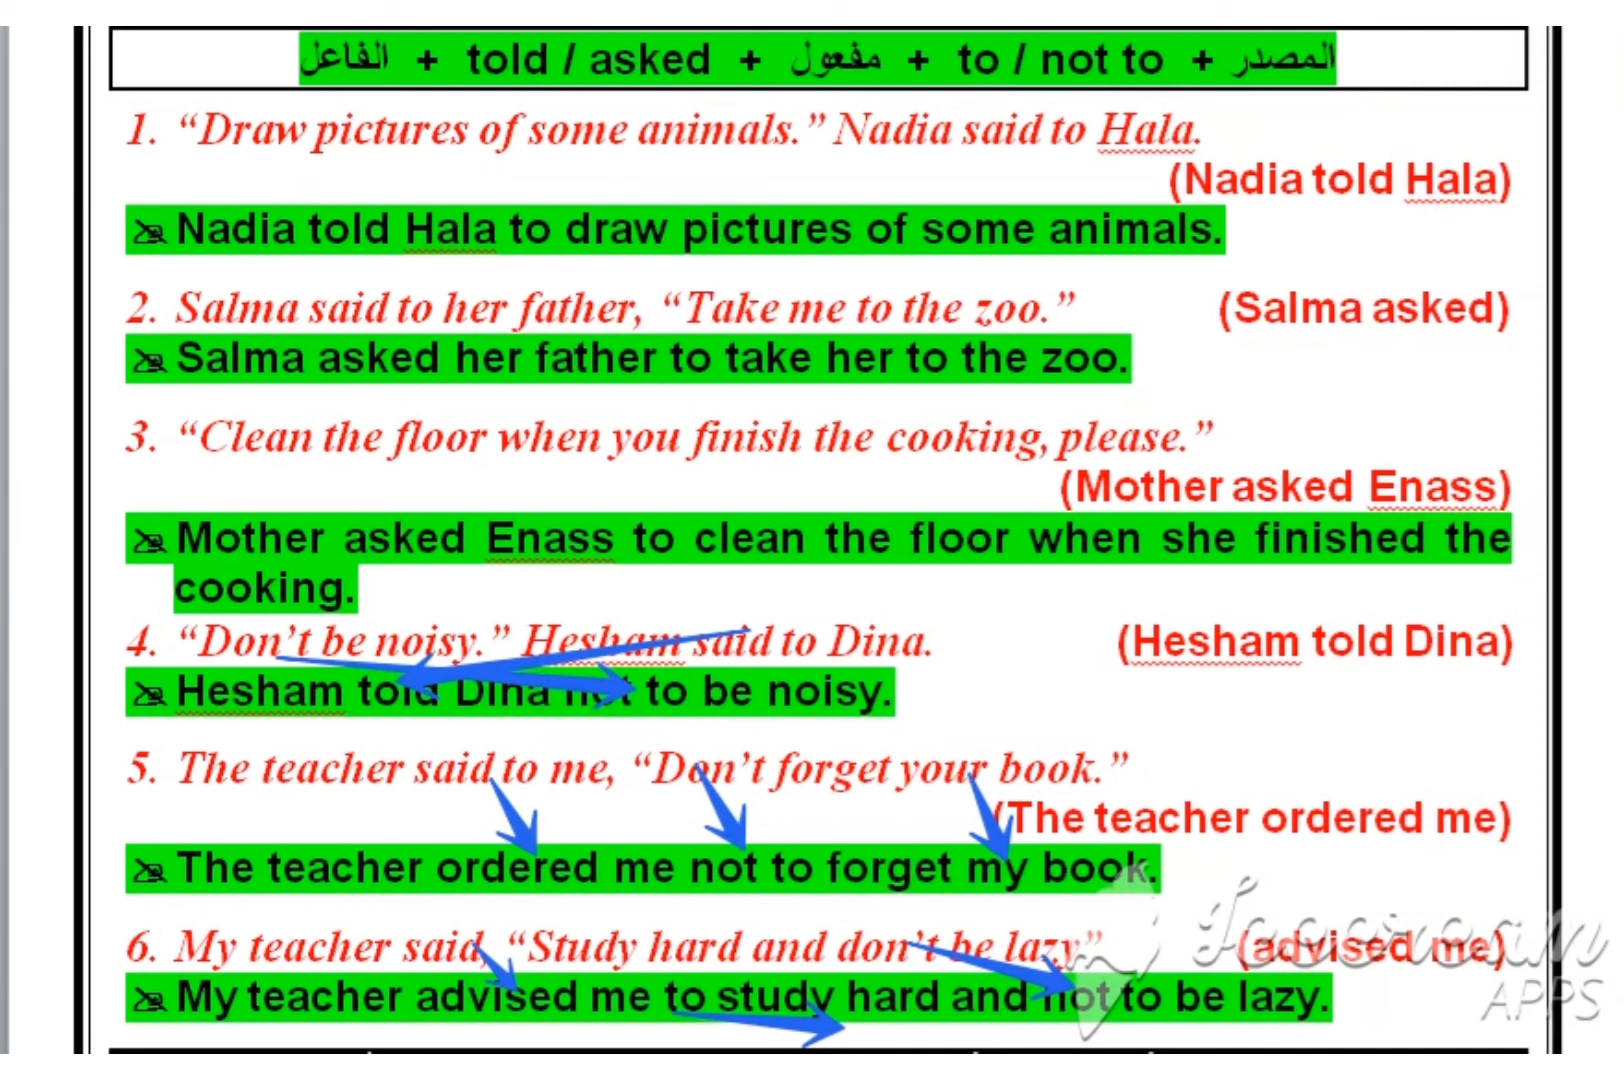 الفاعل + told / asked + مفعول + to / not to + المصدر
1. “Draw pictures of some animals.” Nadia said to Hala.
(Nadia told Hala)
Nadia told Hala to draw pictures of some animals.
2. Salma said to her father, “Take me to the zoo.” (Salma asked)
Salma asked her father to take her to the zoo.
3. “Clean the floor when you finish the cooking, please.”
(Mother asked Enass)
Mother asked Enass to clean the floor when she finished the
cooking.
4. “Don’t be noisy.” Hesham said to Dina. (Hesham told Dina)
Hesham told Dina not to be noisy.
5. The teacher said to me, “Don’t forget your book.”
(The teacher ordered me)
The teacher ordered me not to forget my book.
6. My teacher said, “Study hard and don’t be lazy” (advised me)
My teacher advised me to study hard and not to be lazy.
APPS